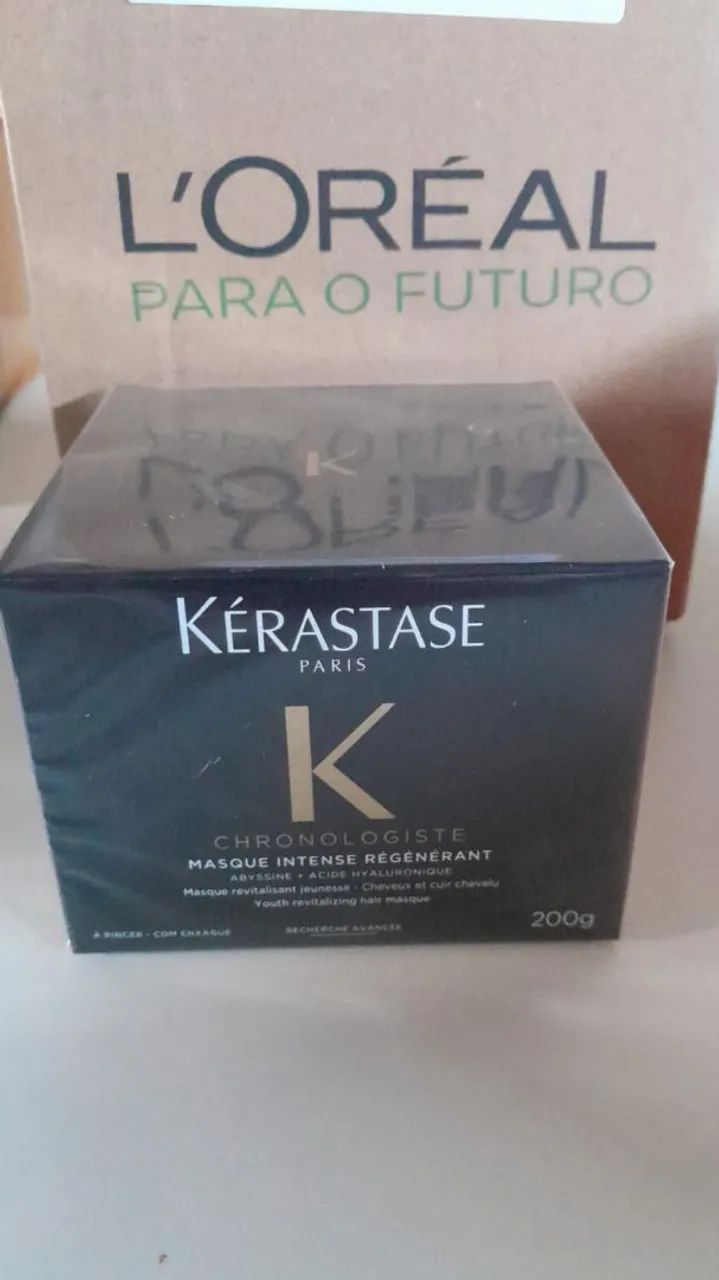 L'ORÉAL
PARA O FUTURO
K
KÉRASTASE
PARIS
K
CHRONOLOGISTE
MASQUE INTENSE RÉGÉNÉRANT
ABYSSINE + ACIDE HYALURONIQUE
Masque revitalisant jeunesse - Cheveux et cuir chevelu
Youth revitalizing hair masque
200g
À RINCER - COM ENXÁGUE
RECHERCHE AVANCÉE